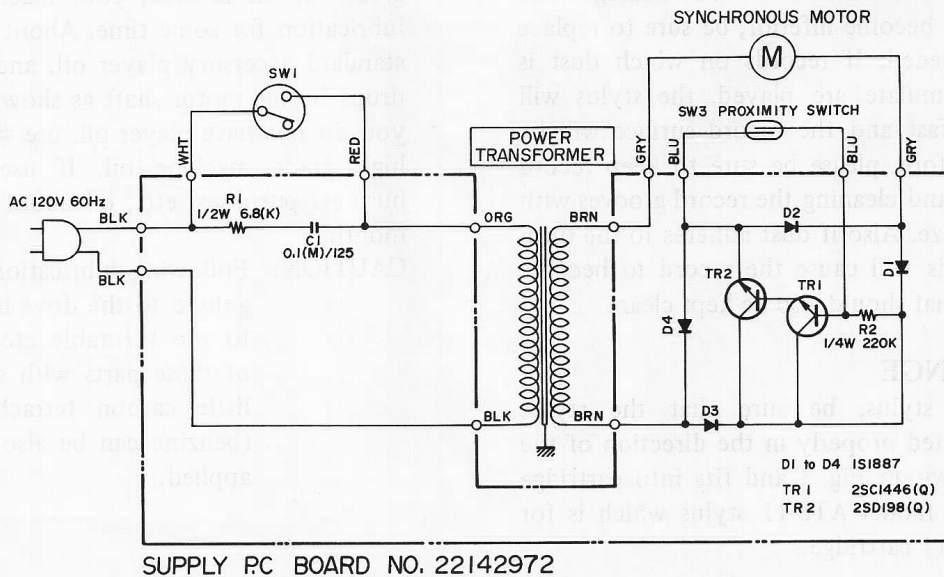 SYNCHRONOUS MOTOR
M
SW1
SW3 PROXIMITY SWITCH
POWER
TRANSFORMER
WHT
RED
GRY
BLU
BLU
GRY
AC 120V 60Hz
BLK
R1
1/2W 6.8(K)
C1
0.1(M)/125
ORG
BRN
D2
D1
TR2
TR1
D4
R2
1/4W 220K
BLK
BLK
BRN
D3
D1 to D4 1S1887
TR1 2SC1446(Q)
TR2 2SD198(Q)
SUPPLY P.C BOARD NO. 22142972